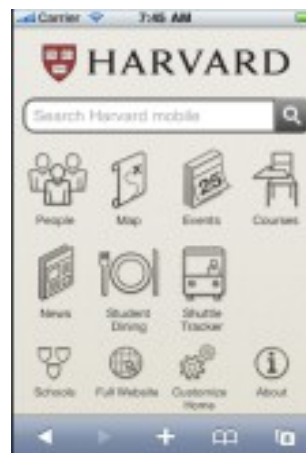 Carrier 7:45 AM
HARVARD
Search Harvard mobile
People Map Events Courses
25
News Student Dining Shuttle Tracker
Schools Full Website Customize Home About